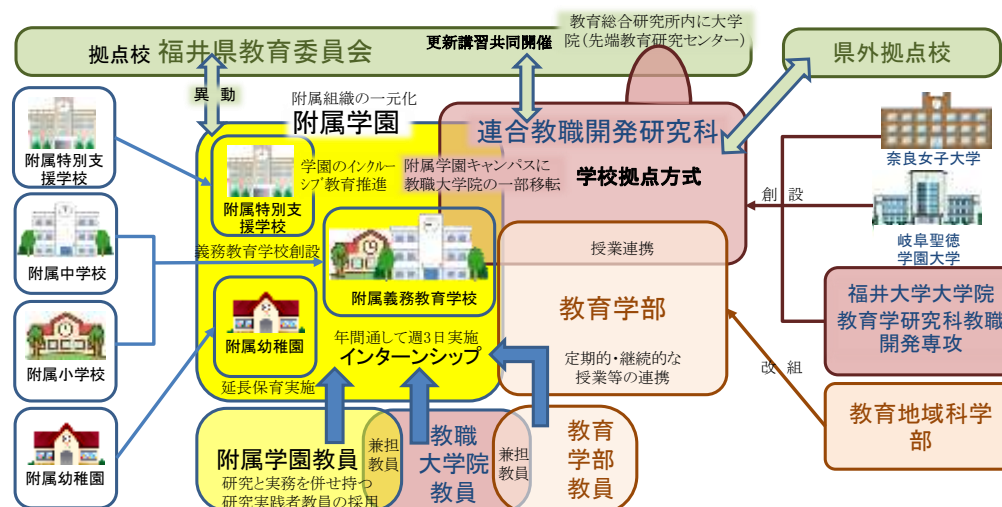 教育総合研究所内に大学
院(先端教育研究センター)
拠点校 福井県教育委員会
更新講習共同開催
県外拠点校
異 動
附属組織の一元化
附属学園
連合教職開発研究科
学校拠点方式
附属特別支
援学校
附属中学校
附属小学校
附属幼稚園
附属特別支
援学校
学園のインクルー
シブ教育推進
附属学園キャンパスに
教職大学院の一部移転
義務教育学校創設
附属義務教育学校
附属幼稚園
延長保育実施
年間通して週3日実施
インターンシップ
授業連携
教育学部
定期的・継続的な
授業等の連携
奈良女子大学
創 設
岐阜聖徳
学園大学
福井大学大学院
教育学研究科教職
開発専攻
改 組
教育地域科学
部
附属学園教員
研究と実務を併せ持つ
研究実践者教員の採用
兼担
教員
教職
大学院
教員
兼担
教員
教育
学部
教員